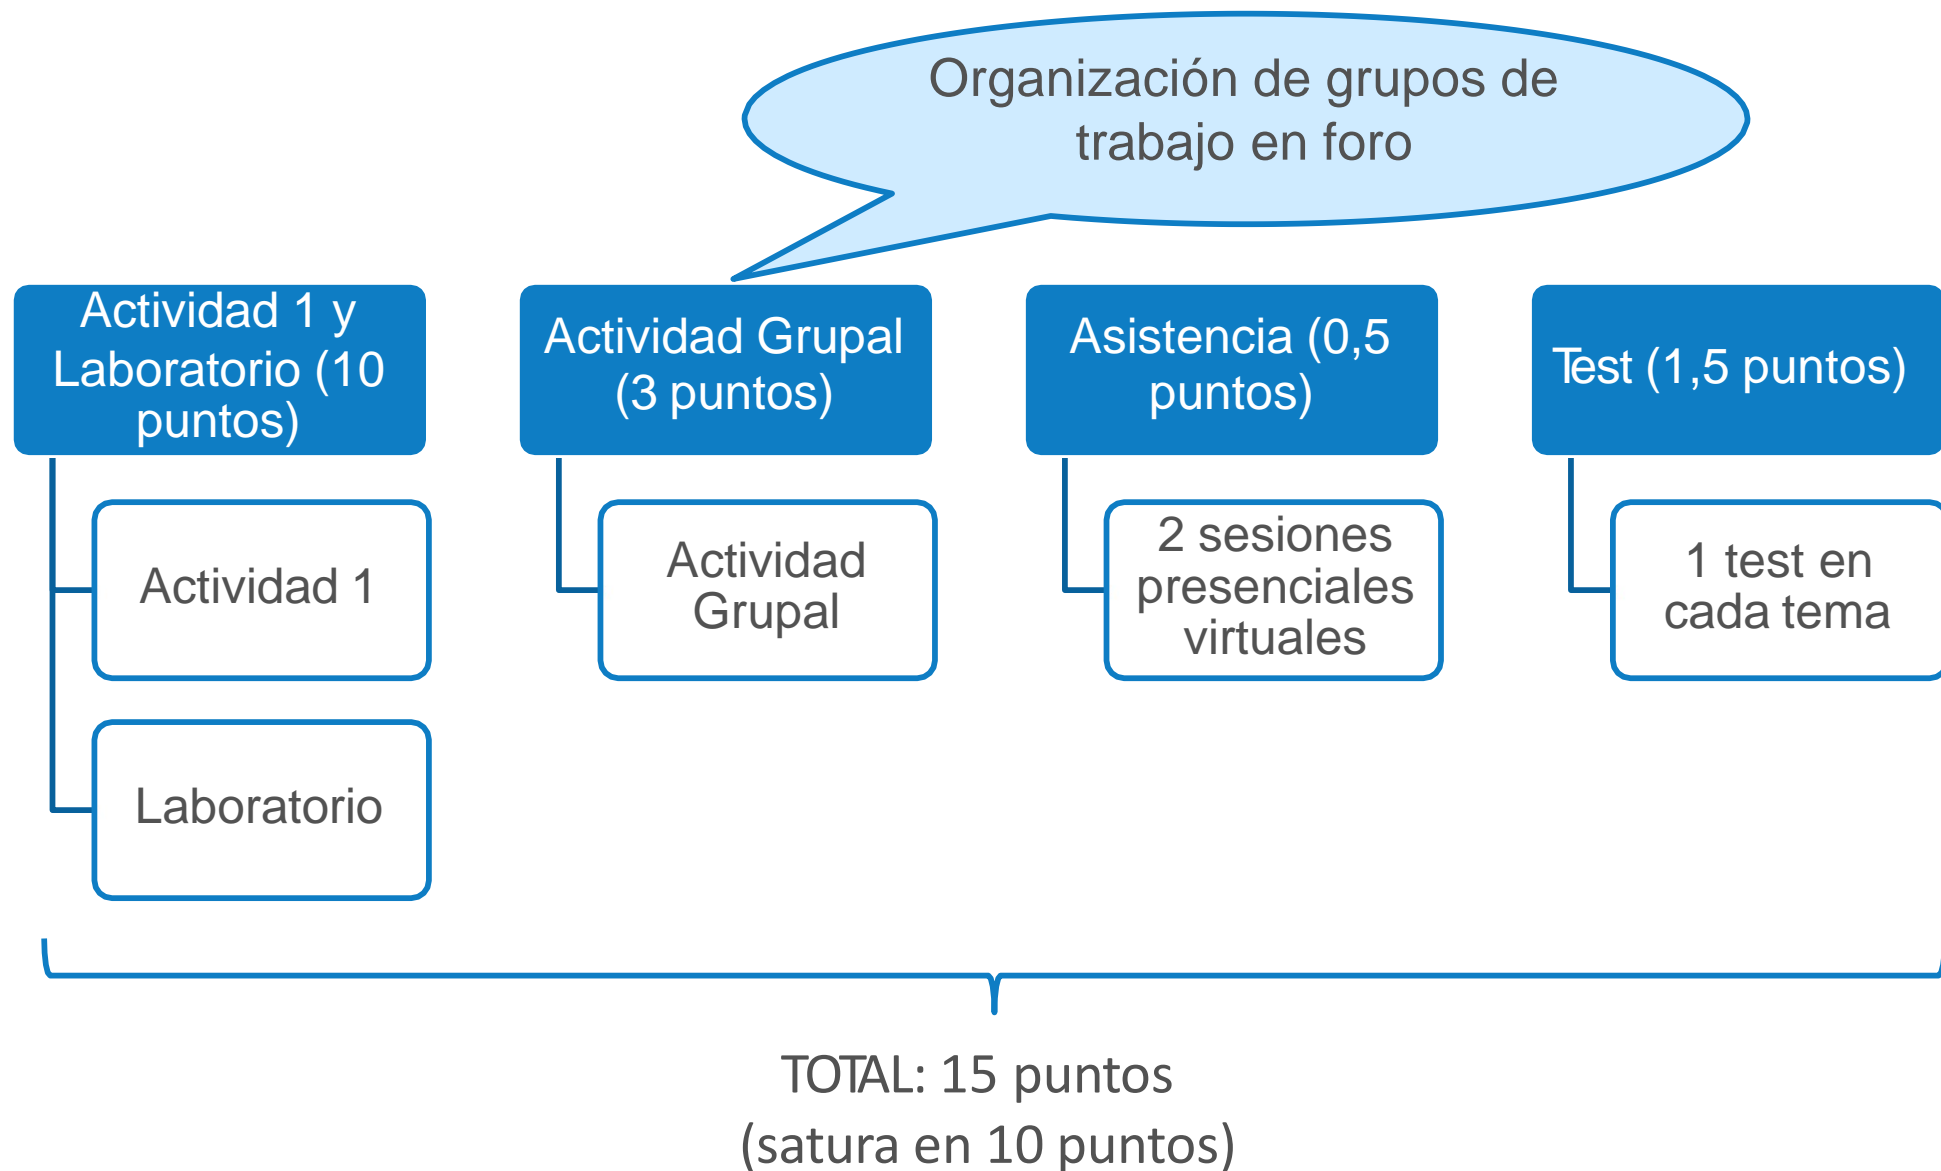 Organización de grupos de
trabajo en foro
Actividad 1 y
Laboratorio (10
puntos)
Actividad Grupal
(3 puntos)
Asistencia (0,5
puntos)
Test (1,5 puntos)
Actividad 1
Actividad
Grupal
2 sesiones
presenciales
virtuales
1 test en
cada tema
Laboratorio
TOTAL: 15 puntos
(satura en 10 puntos)